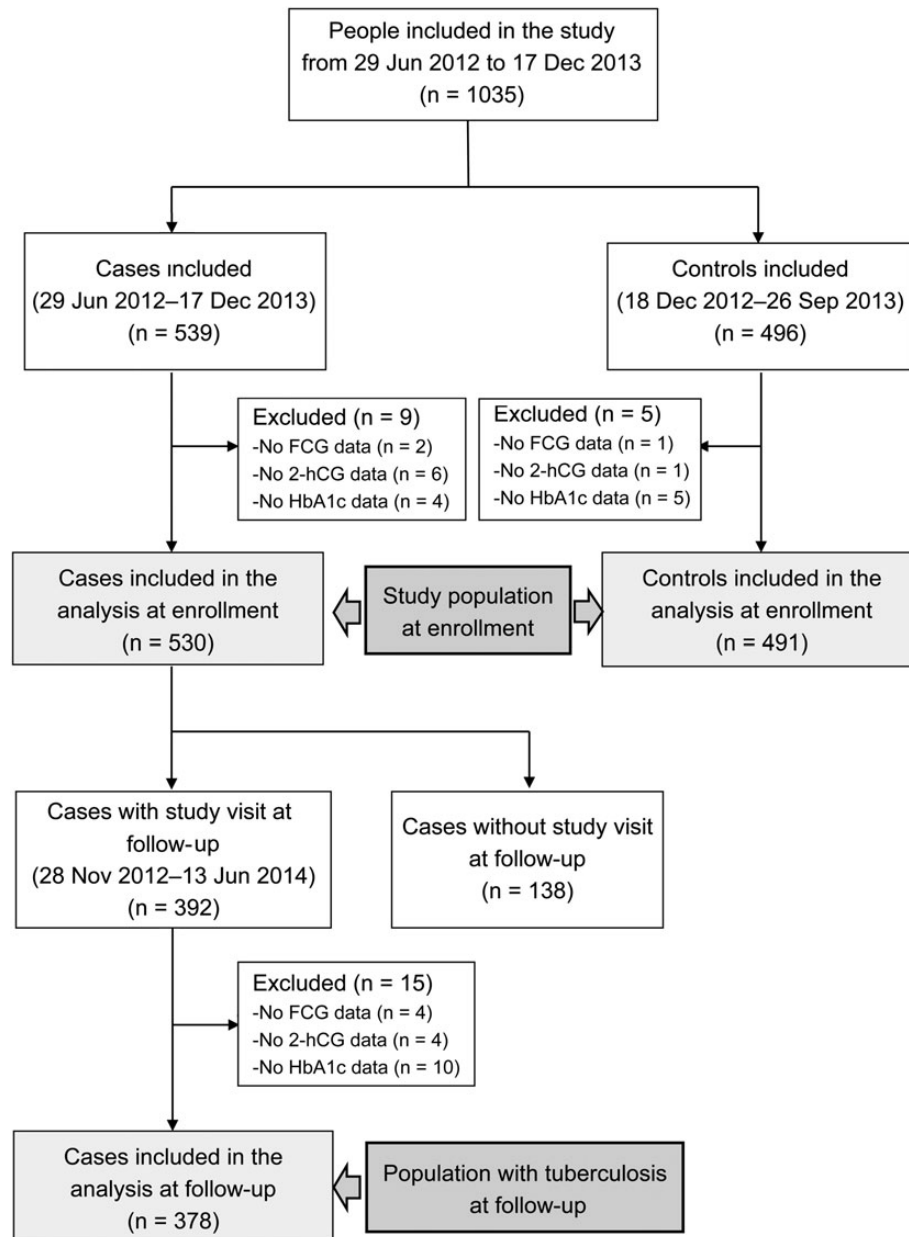 People included in the study
from 29 Jun 2012 to 17 Dec 2013
(n = 1035)
Cases included
(29 Jun 2012–17 Dec 2013)
(n = 539)
Controls included
(18 Dec 2012–26 Sep 2013)
(n = 496)
Excluded (n = 9)
-No FCG data (n = 2)
-No 2-hCG data (n = 6)
-No HbA1c data (n = 4)
Excluded (n = 5)
-No FCG data (n = 1)
-No 2-hCG data (n = 1)
-No HbA1c data (n = 5)
Cases included in the
analysis at enrollment
(n = 530)
Study population
at enrollment
Controls included in the
analysis at enrollment
(n = 491)
Cases with study visit at
follow-up
(28 Nov 2012–13 Jun 2014)
(n = 392)
Cases without study visit
at follow-up
(n = 138)
Excluded (n = 15)
-No FCG data (n = 4)
-No 2-hCG data (n = 4)
-No HbA1c data (n = 10)
Cases included in the
analysis at follow-up
(n = 378)
Population with tuberculosis
at follow-up